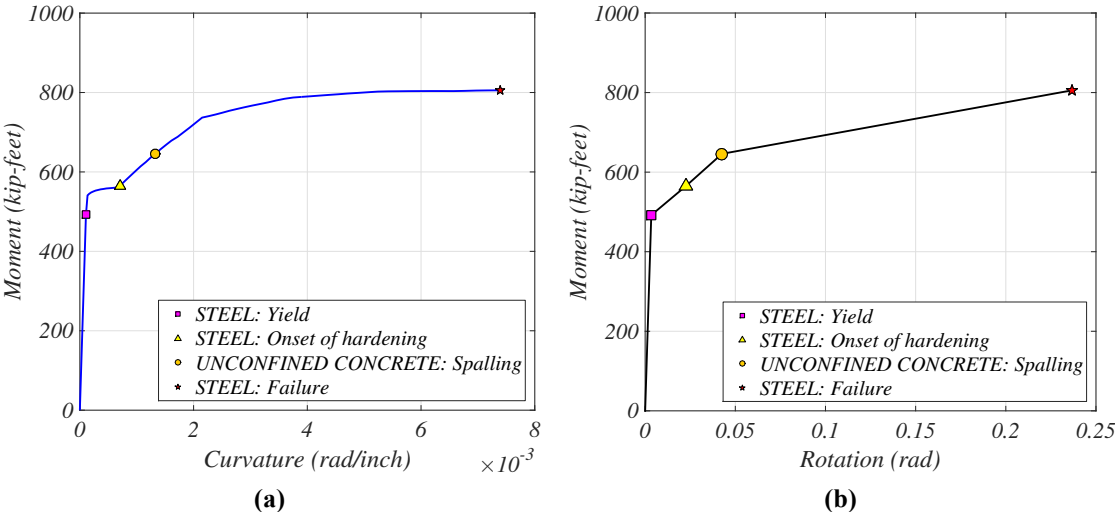 1000
800
600
400
200
0
Moment (kip-feet)
STEEL: Yield
STEEL: Onset of hardening
UNCONFINED CONCRETE: Spalling
STEEL: Failure
0 2 4 6 8
Curvature (rad/inch) ×10-3
(a)
1000
800
600
400
200
0
Moment (kip-feet)
STEEL: Yield
STEEL: Onset of hardening
UNCONFINED CONCRETE: Spalling
STEEL: Failure
0 0.05 0.1 0.15 0.2 0.25
Rotation (rad)
(b)